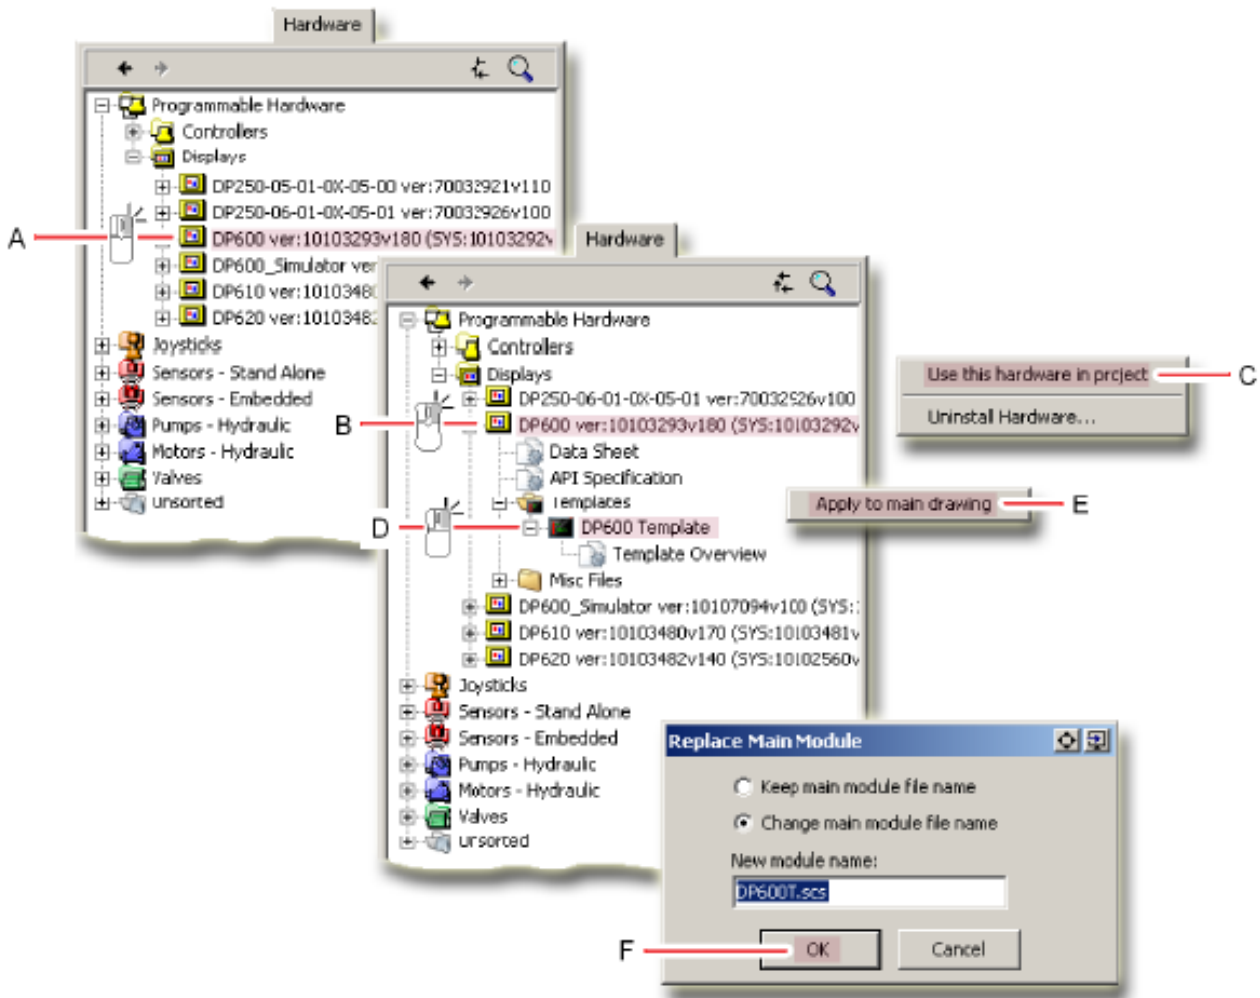 Hardware
Programmable Hardware
Controllers
Displays
DP250-05-01-0X-05-00 ver:70032921v110
DP250-06-01-0X-05-01 ver:70032926v100
A
DP600 ver:10103293v180 (SYS:10103292v
DP600_Simulator ver
DP610 ver:1010348
DP620 ver:10103482
Joysticks
Sensors - Stand Alone
Sensors - Embedded
Pumps - Hydraulic
Motors - Hydraulic
Valves
Unsorted
Hardware
Programmable Hardware
Controllers
Displays
DP250-06-01-0X-05-01 ver:70032926v100
B
DP600 ver:10103293v180 (SYS:10103292v
Data Sheet
API Specification
Templates
D
DP600 Template
Template Overview
Misc Files
DP600_Simulator ver:10107094v100 (SYS:
DP610 ver:10103480v170 (SYS:10103481v
DP620 ver:10103482v140 (SYS:10102560v
Joysticks
Sensors - Stand Alone
Sensors - Embedded
Pumps - Hydraulic
Motors - Hydraulic
Valves
Unsorted
Use this hardware in project
C
Uninstall Hardware...
Apply to main drawing
E
Replace Main Module
Keep main module file name
Change main module file name
New module name:
DP600T.scs
F
OK
Cancel